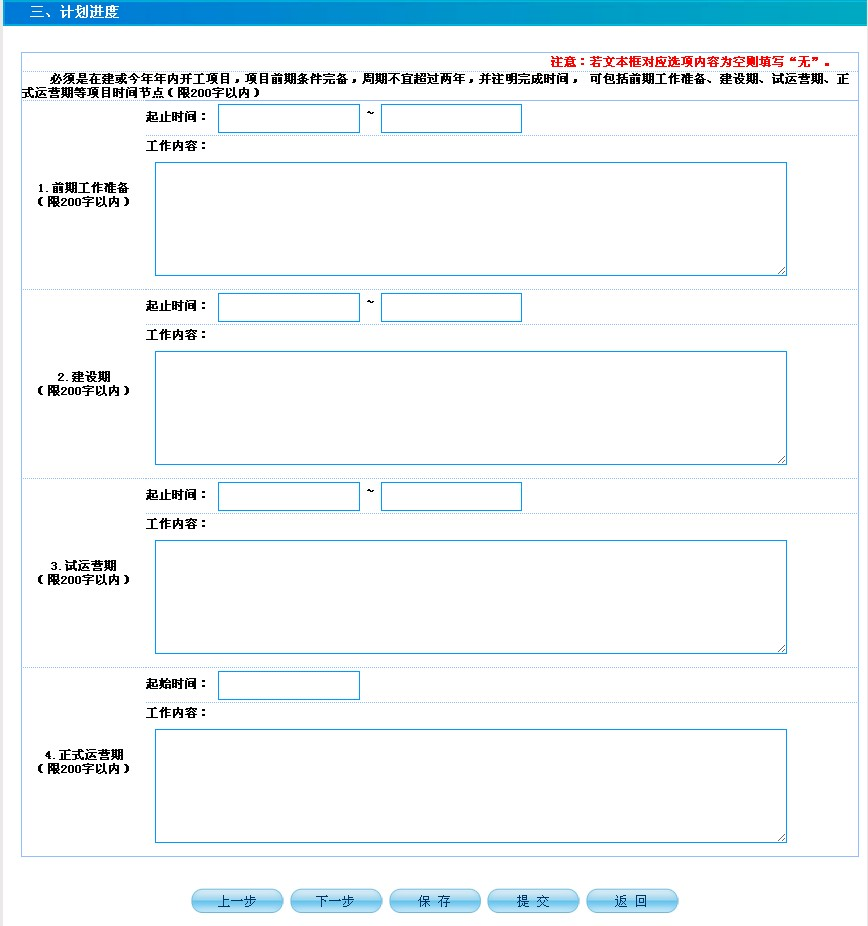 三、计划进度
注意：若文本框对应选项内容为空则填写“无”。
必须是在建或今年年内开工项目，项目前期条件完备，周期不宜超过两年，并注明完成时间， 可包括前期工作准备、建设期、试运营期、正
式运营期等项目时间节点（限200字以内）
起止时间： ~
工作内容：
1.前期工作准备
（限200字以内）
起止时间： ~
工作内容：
2.建设期
（限200字以内）
起止时间： ~
工作内容：
3.试运营期
（限200字以内）
起始时间：
工作内容：
4.正式运营期
（限200字以内）
上一步 下一步 保 存 提 交 返 回